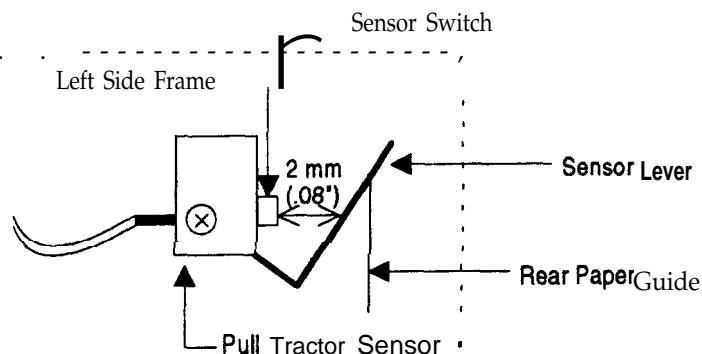 Sensor Switch
Left Side Frame
2 mm
(.08")
Sensor Lever
Rear Paper Guide
Pull Tractor Sensor